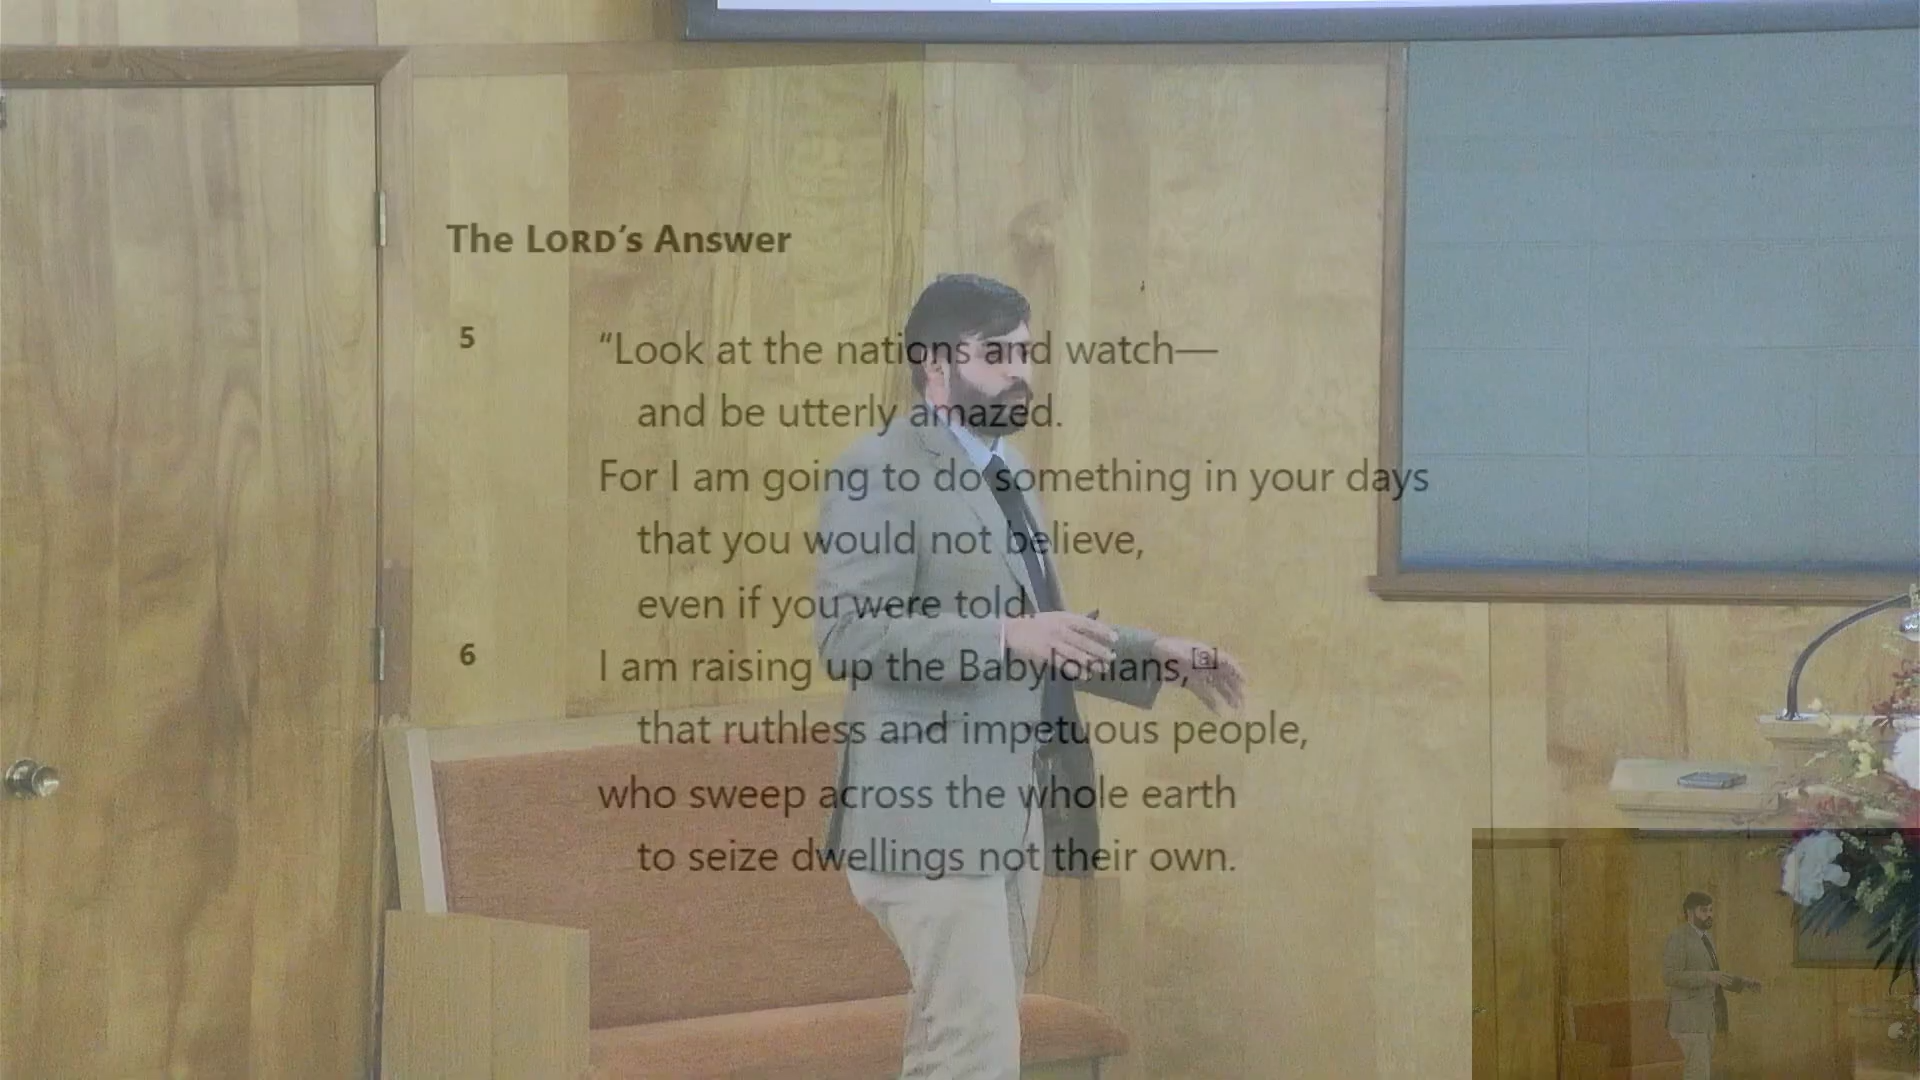 The LORD’s Answer
5 “Look at the nations and watch—
and be utterly amazed.
For I am going to do something in your days
that you would not believe,
even if you were told.
6 I am raising up the Babylonians,[a]
that ruthless and impetuous people,
who sweep across the whole earth
to seize dwellings not their own.